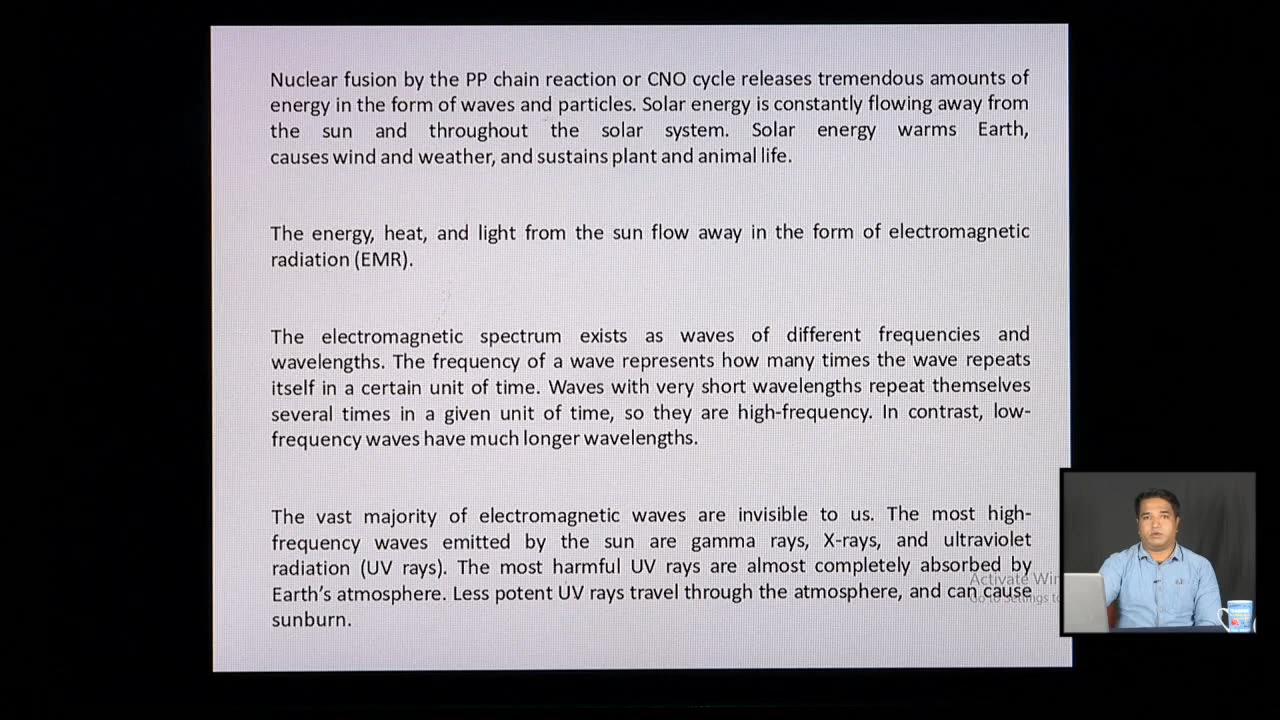 Nuclear fusion by the PP chain reaction or CNO cycle releases tremendous amounts of
energy in the form of waves and particles. Solar energy is constantly flowing away from
the sun and throughout the solar system. Solar energy warms Earth,
causes wind and weather, and sustains plant and animal life.
The energy, heat, and light from the sun flow away in the form of electromagnetic
radiation (EMR).
The electromagnetic spectrum exists as waves of different frequencies and
wavelengths. The frequency of a wave represents how many times the wave repeats
itself in a certain unit of time. Waves with very short wavelengths repeat themselves
several times in a given unit of time, so they are high-frequency. In contrast, low-
frequency waves have much longer wavelengths.
The vast majority of electromagnetic waves are invisible to us. The most high-
frequency waves emitted by the sun are gamma rays, X-rays, and ultraviolet
radiation (UV rays). The most harmful UV rays are almost completely absorbed by
Earth's atmosphere. Less potent UV rays travel through the atmosphere, and can cause
sunburn.
Activate Win
Go to Settings to